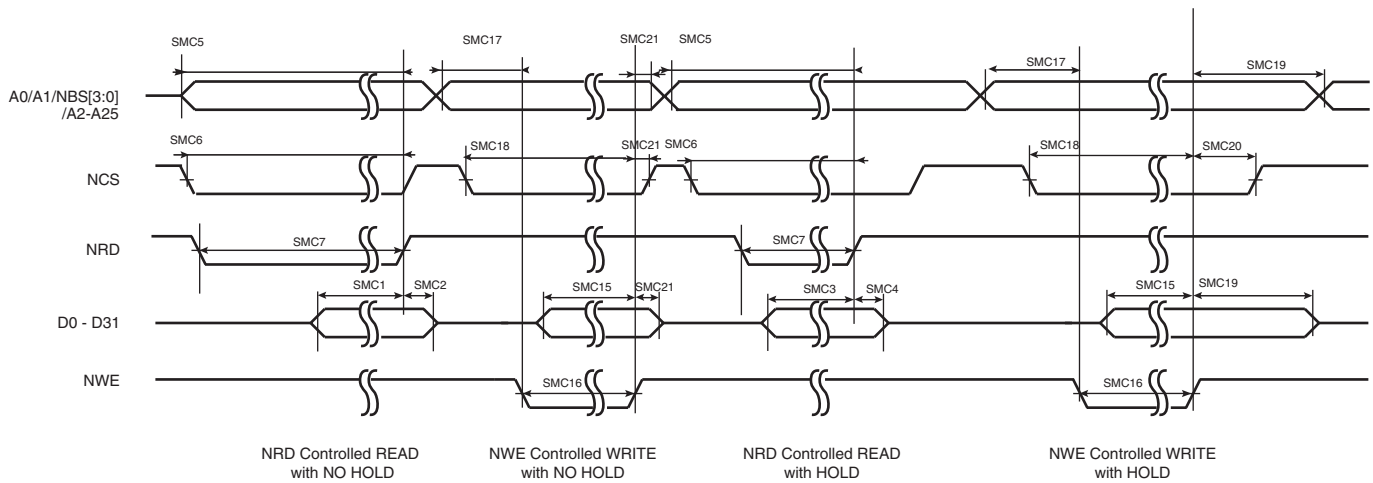 SMC5
SMC17
SMC21
SMC5
SMC17
SMC19
A0/A1/NBS[3:0]
/A2-A25
SMC6
SMC18
SMC21
SMC6
SMC18
SMC20
NCS
NRD
SMC7
SMC7
SMC1
SMC2
SMC15
SMC21
SMC3
SMC4
SMC15
SMC19
D0 - D31
NWE
SMC16
SMC16
NRD Controlled READ
with NO HOLD
NWE Controlled WRITE
with NO HOLD
NRD Controlled READ
with HOLD
NWE Controlled WRITE
with HOLD